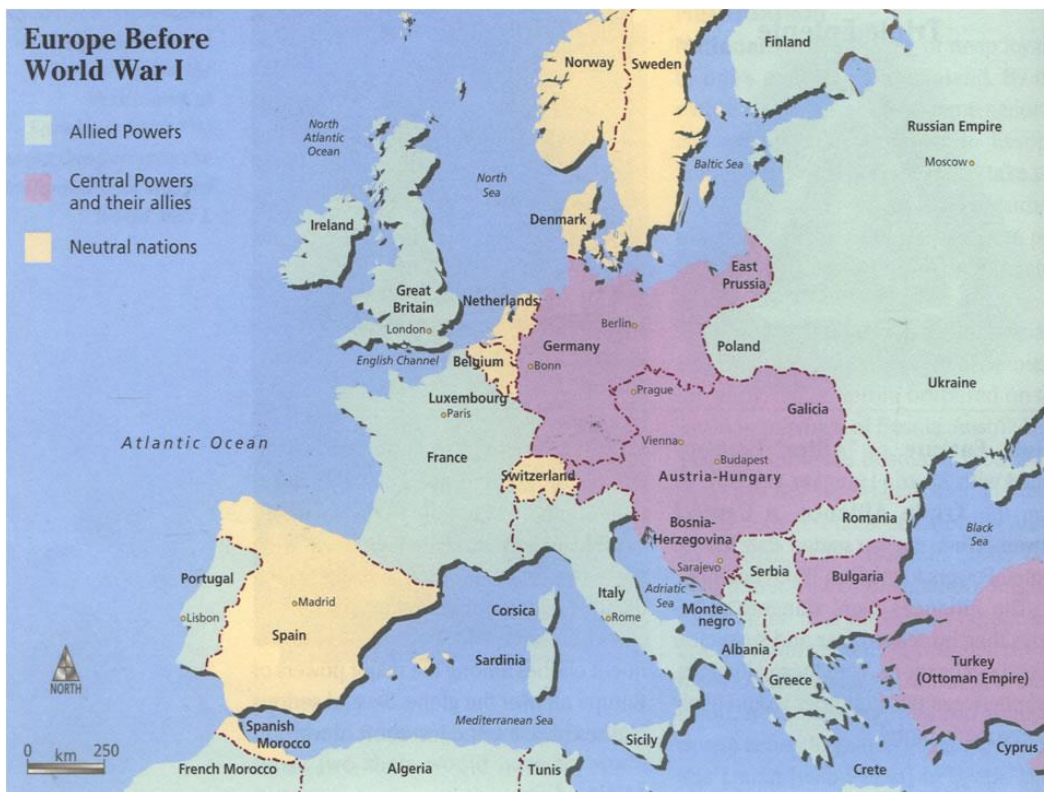 Europe Before
World War I
Allied Powers
Central Powers
and their allies
Neutral nations
Norway
Sweden
Finland
North
Atlantic
Ocean
Russian Empire
Moscow
Baltic Sea
North
Sea
Ireland
Denmark
East
Prussia
Great
Britain
Netherlands
London
Berlin
English Channel
Belgium
Germany
Bonn
Poland
Luxembourg
Prague
Ukraine
Paris
Galicia
Atlantic Ocean
Vienna
France
Budapest
Switzerland
Austria-Hungary
Romania
Bosnia-
Herzegovina
Black
Sea
Sarajevo
Serbia
Bulgaria
Portugal
Adriatic
Sea
Italy
Madrid
Corsica
Lisbon
Rome
Monte-
negro
Spain
Albania
Sardinia
Greece
Turkey
(Ottoman Empire)
NORTH
Mediterranean Sea
Spanish
Morocco
Sicily
Cyprus
0 km 250
French Morocco
Algeria
Tunis
Crete